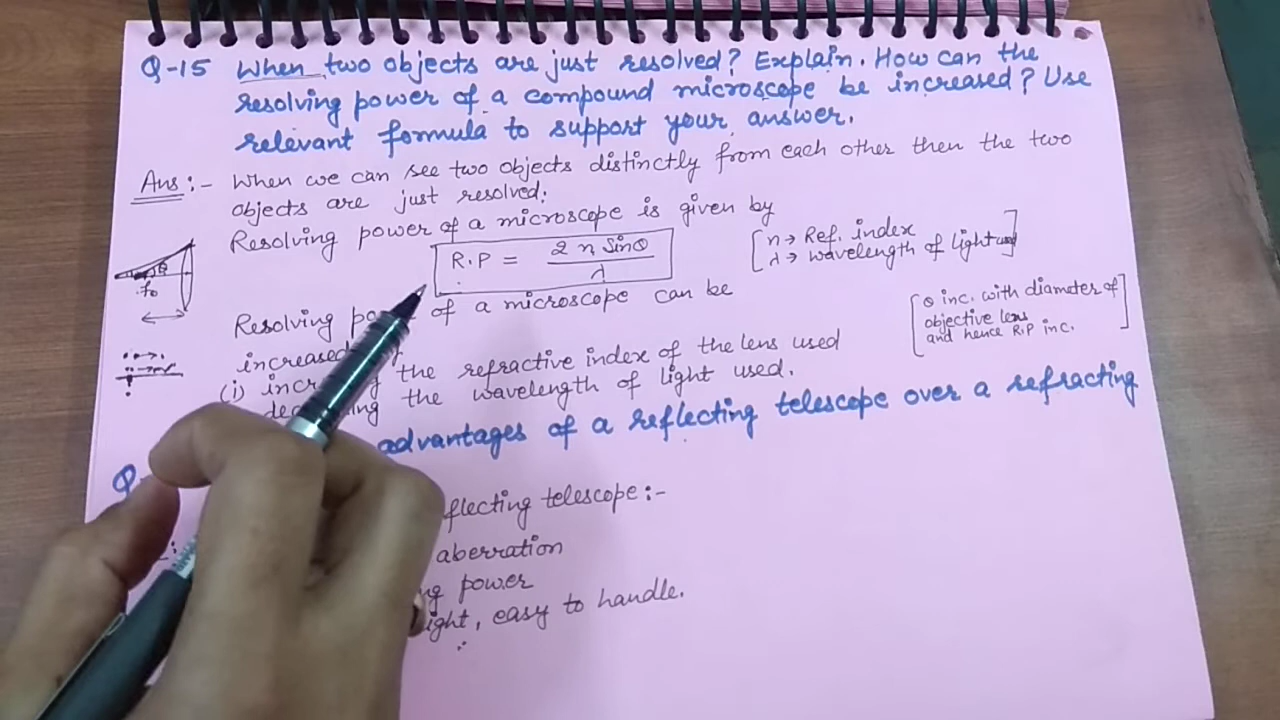 Q-15 When two objects are just resolved? Explain. How can the
resolving power of a compound microscope be increased? Use
relevant formula to support your answer.
Ans:- When we can see two objects distinctly from each other then the two
objects are just resolved.
Resolving power of a microscope is given by
R.P = 2 n sinθ / λ
[n → Ref. index
λ → wavelength of light]
θ
fo
Resolving of a microscope can be
increased
[θ inc. with diameter of
objective lens
and hence R.P inc.]
(i) the refractive index of the lens used
the wavelength of light used.
Q advantages of a reflecting telescope over a refracting
telescope:-
aberration
power
easy to handle.